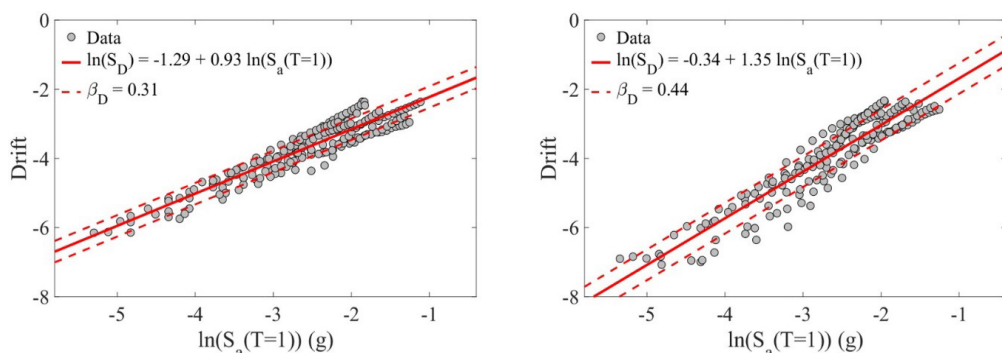 0
Data
ln(S_D) = -1.29 + 0.93 ln(S_a(T=1))
β_D = 0.31
-2
-4
-6
-8
Drift
-5 -4 -3 -2 -1
ln(S_a(T=1)) (g)
0
Data
ln(S_D) = -0.34 + 1.35 ln(S_a(T=1))
β_D = 0.44
-2
-4
-6
-8
Drift
-5 -4 -3 -2 -1
ln(S_a(T=1)) (g)